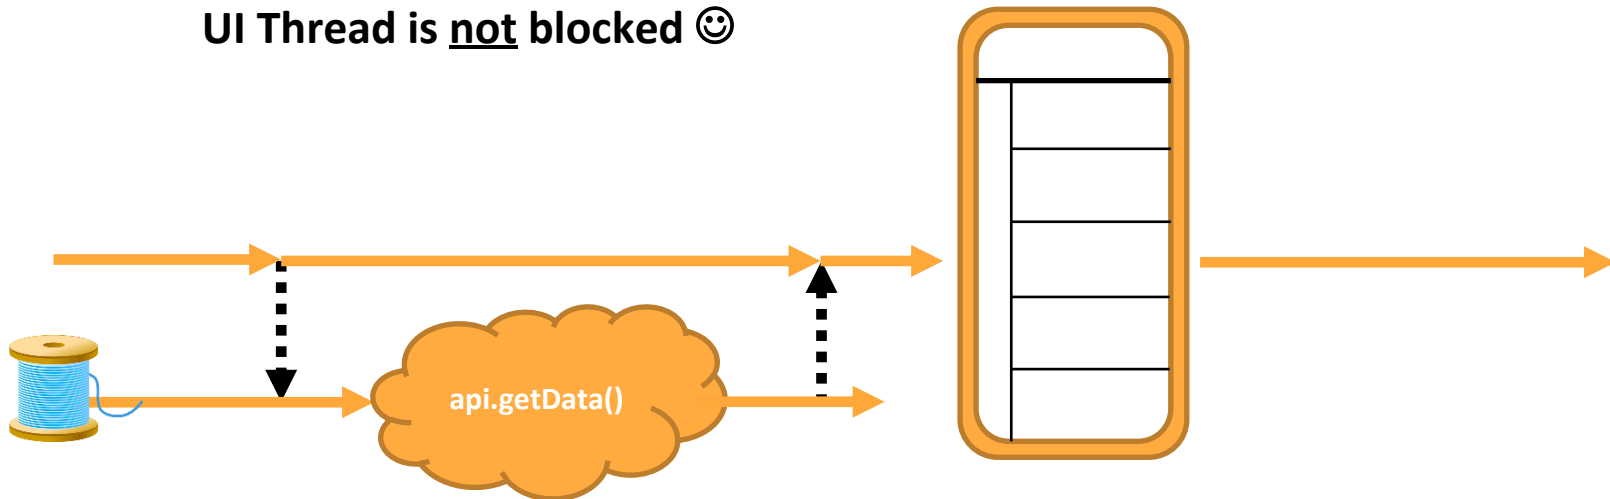 UI Thread is not blocked ☺
api.getData()